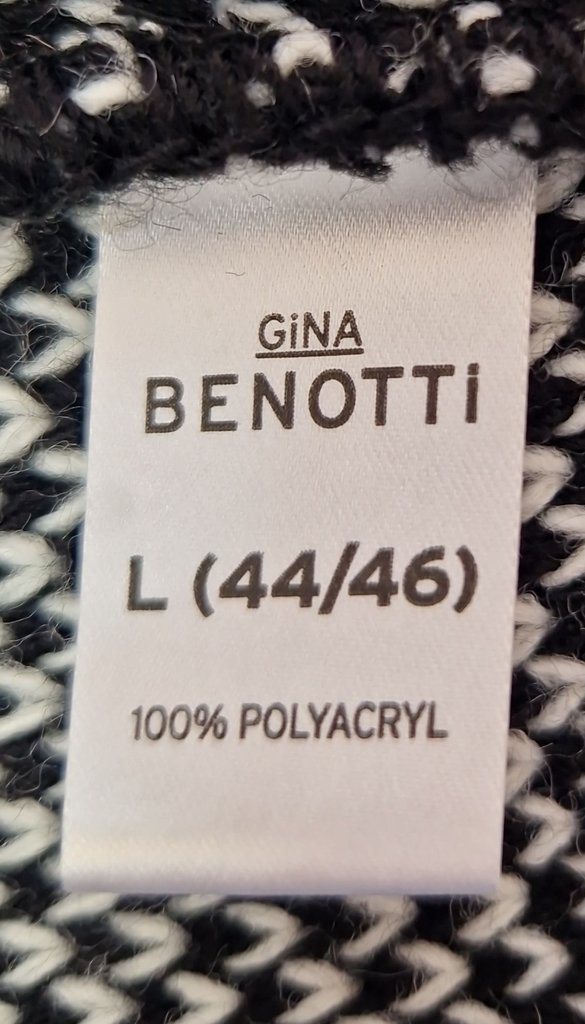 GiNA
BENOTTi
L (44/46)
100% POLYACRYL